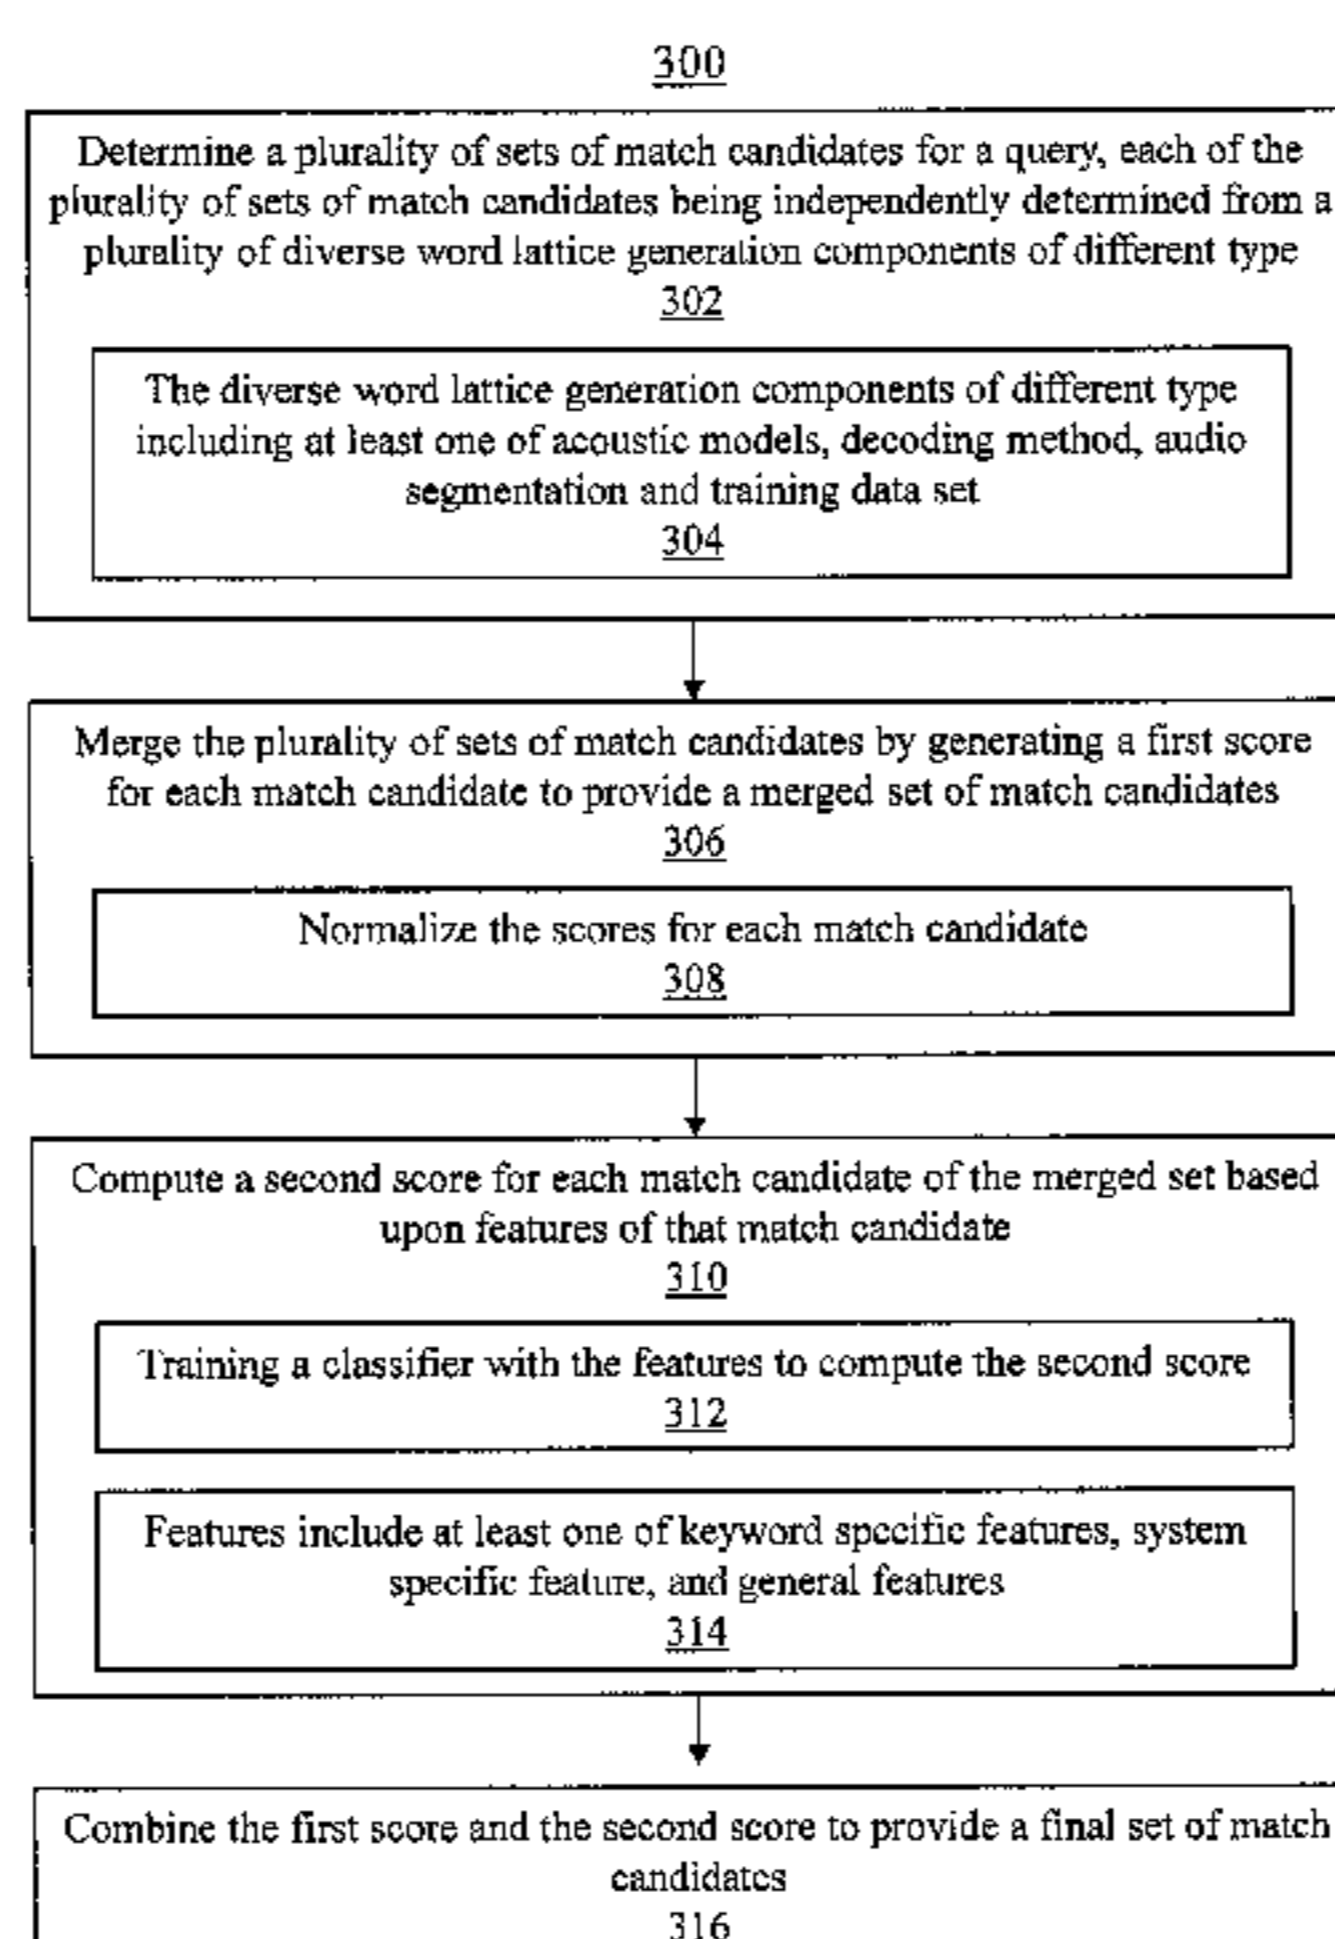 300
Determine a plurality of sets of match candidates for a query, each of the
plurality of sets of match candidates being independently determined from a
plurality of diverse word lattice generation components of different type
302
The diverse word lattice generation components of different type
including at least one of acoustic models, decoding method, audio
segmentation and training data set
304
Merge the plurality of sets of match candidates by generating a first score
for each match candidate to provide a merged set of match candidates
306
Normalize the scores for each match candidate
308
Compute a second score for each match candidate of the merged set based
upon features of that match candidate
310
Training a classifier with the features to compute the second score
312
Features include at least one of keyword specific features, system
specific feature, and general features
314
Combine the first score and the second score to provide a final set of match
candidates
316